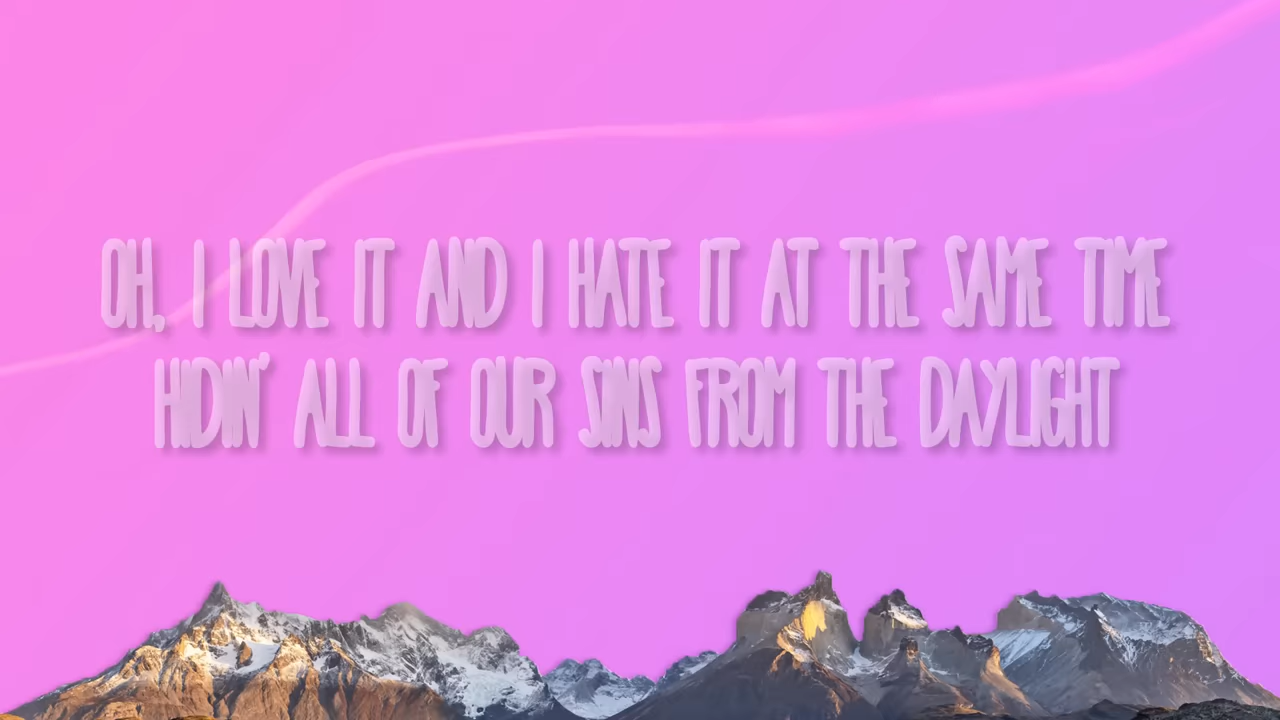 OH, I LOVE IT AND I HATE IT AT THE SAME TIME
HIDIN' ALL OF OUR SINS FROM THE DAYLIGHT